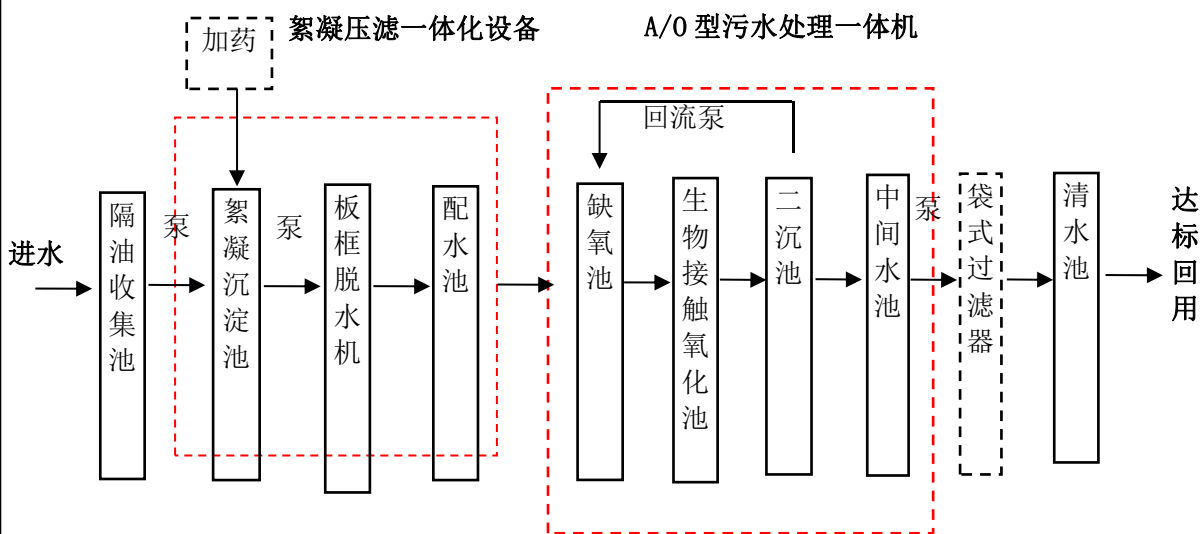 加药
絮凝压滤一体化设备
A/O 型污水处理一体机
回流泵
进水
隔油收集池
泵
絮凝沉淀池
泵
板框脱水机
配水池
缺氧池
生物接触氧化池
二沉池
中间水池
泵
袋式过滤器
清水池
达标回用